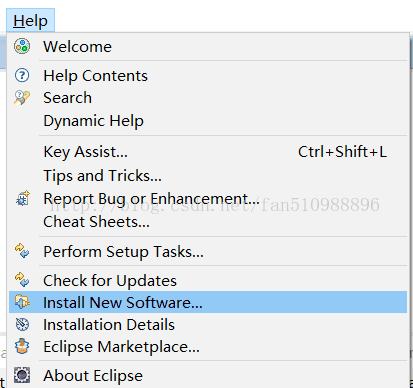 Help
Welcome
Help Contents
Search
Dynamic Help
Key Assist... Ctrl+Shift+L
Tips and Tricks...
Report Bug or Enhancement...
http://blog.csdn.net/fan510988896
Cheat Sheets...
Perform Setup Tasks...
Check for Updates
Install New Software...
Installation Details
Eclipse Marketplace...
About Eclipse